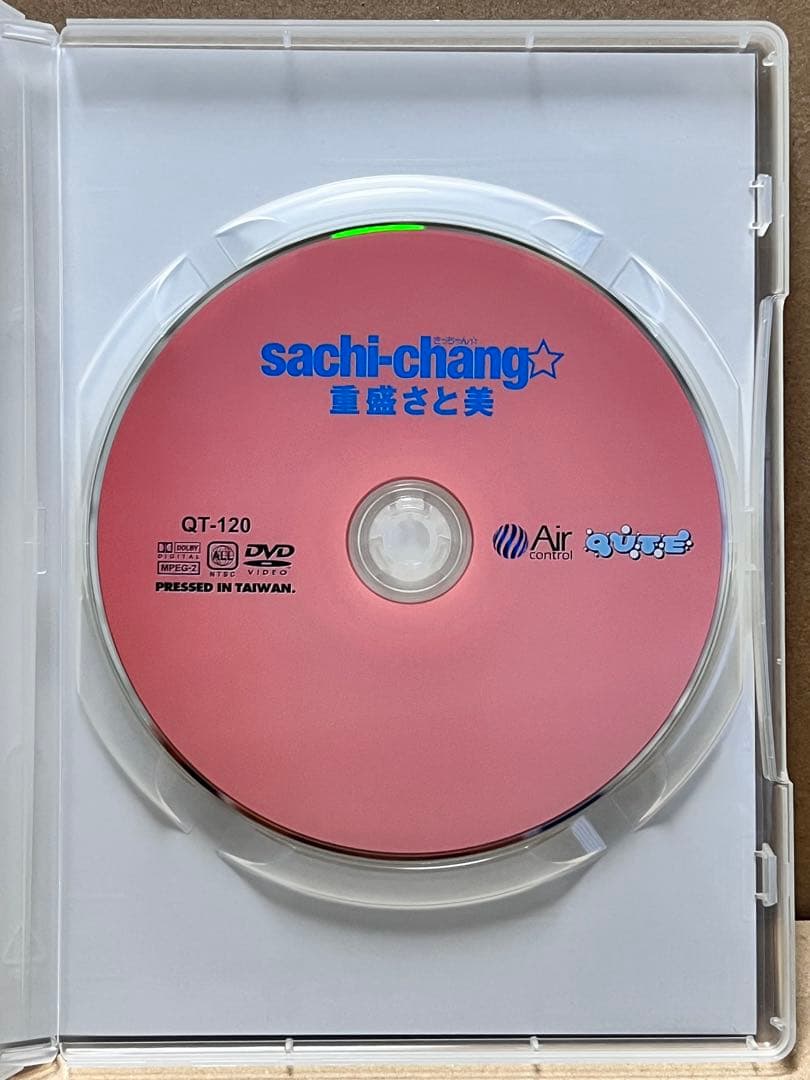 さっちゃん☆
sachi-chang☆
重盛さと美
QT-120
DOLBY
DIGITAL
MPEG-2
ALL
NTSC
DVD
VIDEO
PRESSED IN TAIWAN.
Air
control
QUTE